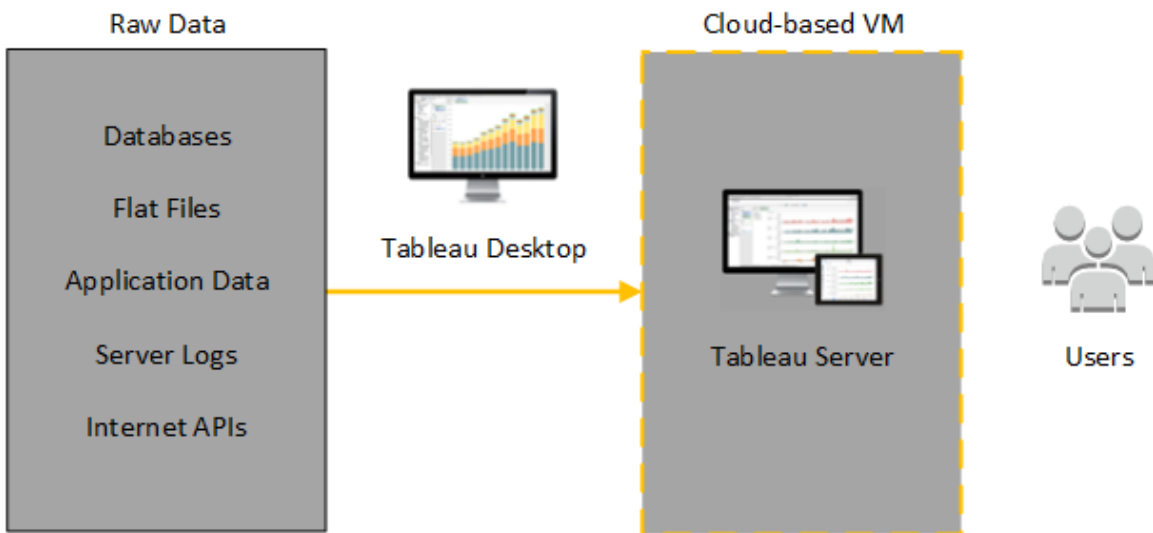 Raw Data
Databases
Flat Files
Application Data
Server Logs
Internet APIs
Tableau Desktop
Cloud-based VM
Tableau Server
Users